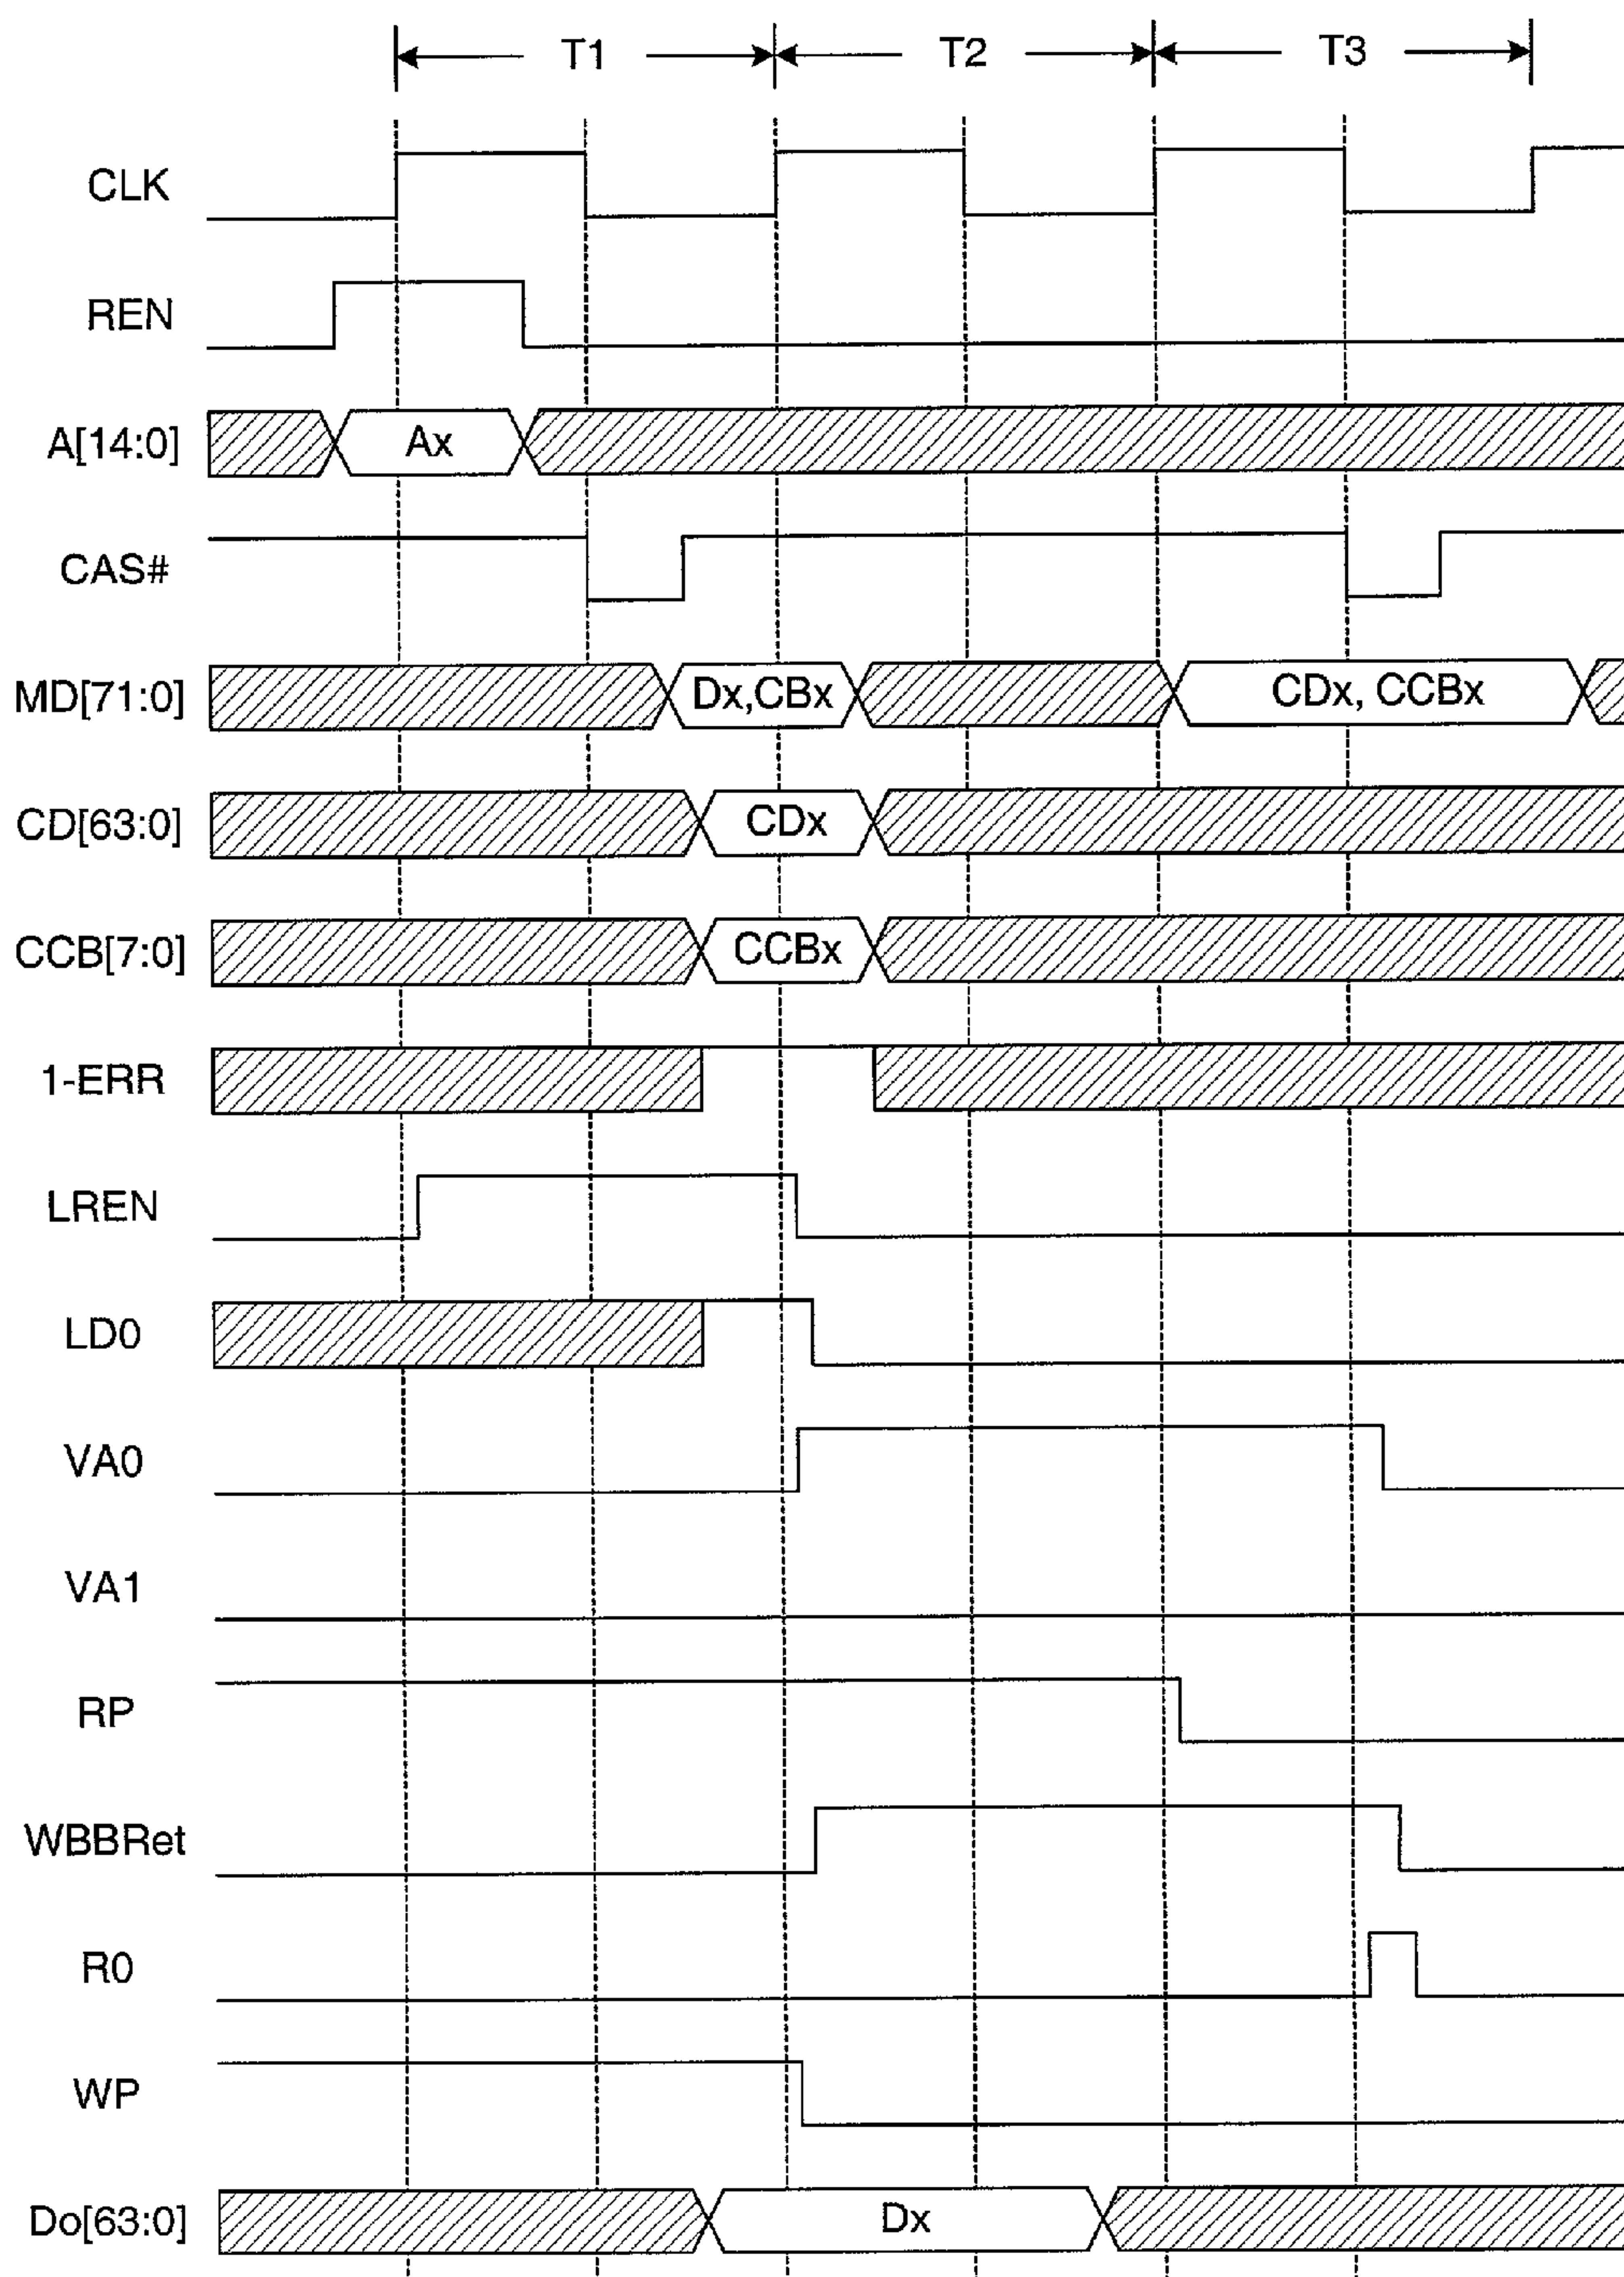 T1 T2 T3
CLK
REN
A[14:0] Ax
CAS#
MD[71:0] Dx,CBx CDx, CCBx
CD[63:0] CDx
CCB[7:0] CCBx
1-ERR
LREN
LD0
VA0
VA1
RP
WBBRet
R0
WP
Do[63:0] Dx